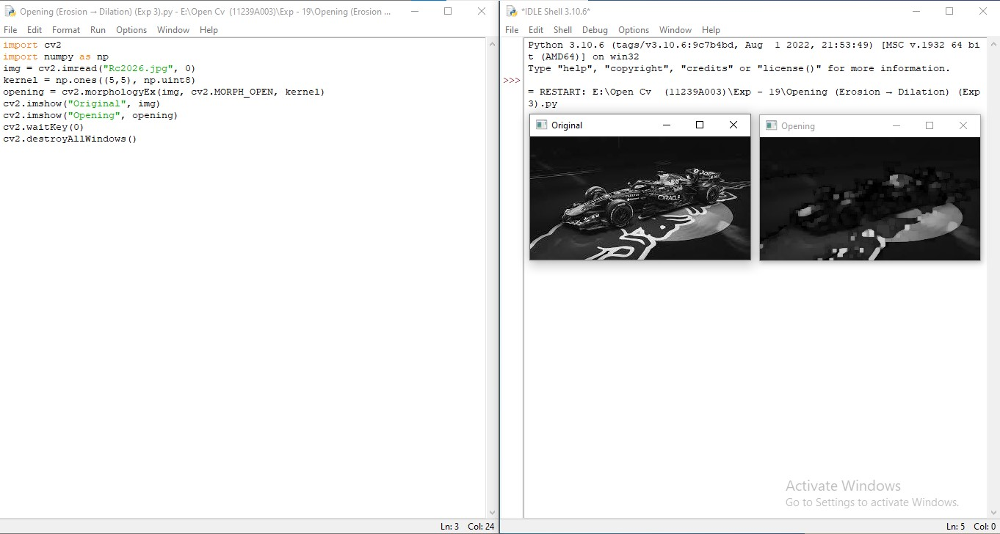 Opening (Erosion → Dilation) (Exp 3).py - E:\Open Cv  (11239A003)\Exp - 19\Opening (Erosion ...
File Edit Format Run Options Window Help
import cv2
import numpy as np
img = cv2.imread("Rc2026.jpg", 0)
kernel = np.ones((5,5), np.uint8)
opening = cv2.morphologyEx(img, cv2.MORPH_OPEN, kernel)
cv2.imshow("Original", img)
cv2.imshow("Opening", opening)
cv2.waitKey(0)
cv2.destroyAllWindows()
Ln: 3 Col: 24
*IDLE Shell 3.10.6*
File Edit Shell Debug Options Window Help
Python 3.10.6 (tags/v3.10.6:9c7b4bd, Aug  1 2022, 21:53:49) [MSC v.1932 64 bi
t (AMD64)] on win32
Type "help", "copyright", "credits" or "license()" for more information.
>>>
= RESTART: E:\Open Cv  (11239A003)\Exp - 19\Opening (Erosion → Dilation) (Exp
3).py
Original
ORACLE
Opening
Activate Windows
Go to Settings to activate Windows.
Ln: 5 Col: 0